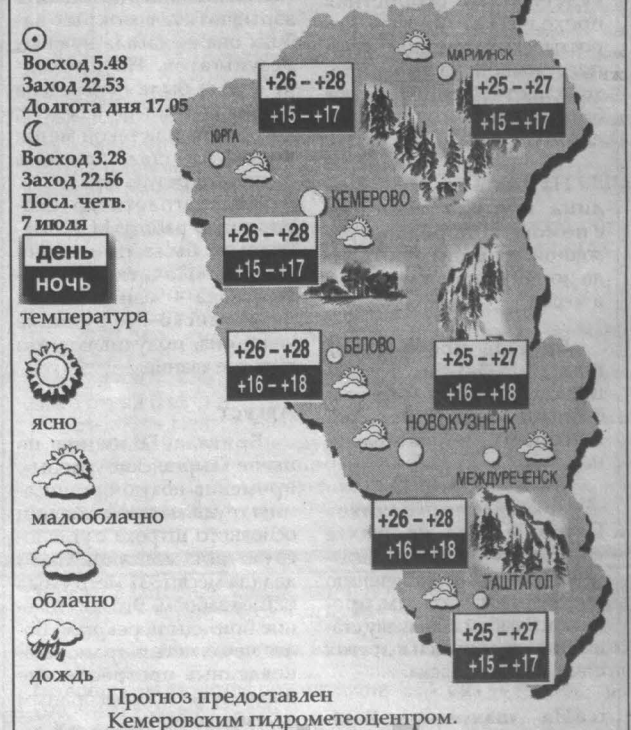 Восход 5.48
Заход 22.53
Долгота дня 17.05
Восход 3.28
Заход 22.56
Посл. четв.
7 июля
день
ночь
температура
ясно
малооблачно
облачно
дождь
МАРИИНСК
+26 – +28
+15 – +17
+25 – +27
+15 – +17
ЮРГА
КЕМЕРОВО
+26 – +28
+15 – +17
+26 – +28
+16 – +18
БЕЛОВО
+25 – +27
+16 – +18
НОВОКУЗНЕЦК
МЕЖДУРЕЧЕНСК
+26 – +28
+16 – +18
ТАШТАГОЛ
+25 – +27
+15 – +17
Прогноз предоставлен
Кемеровским гидрометеоцентром.